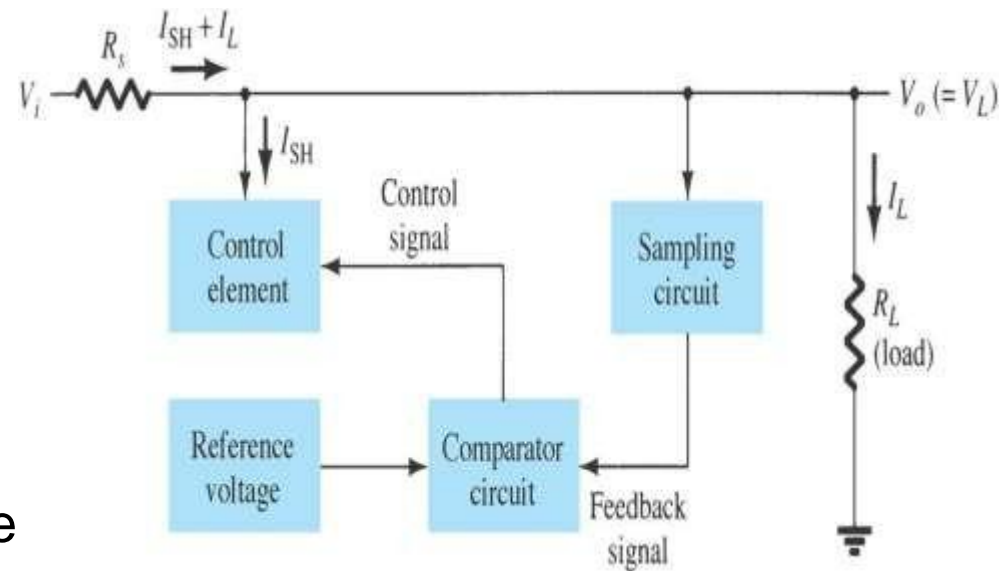 I_SH + I_L
R_s
V_i
V_o (= V_L)
I_SH
Control
signal
I_L
Control
element
Sampling
circuit
R_L
(load)
Reference
voltage
Comparator
circuit
Feedback
signal
e